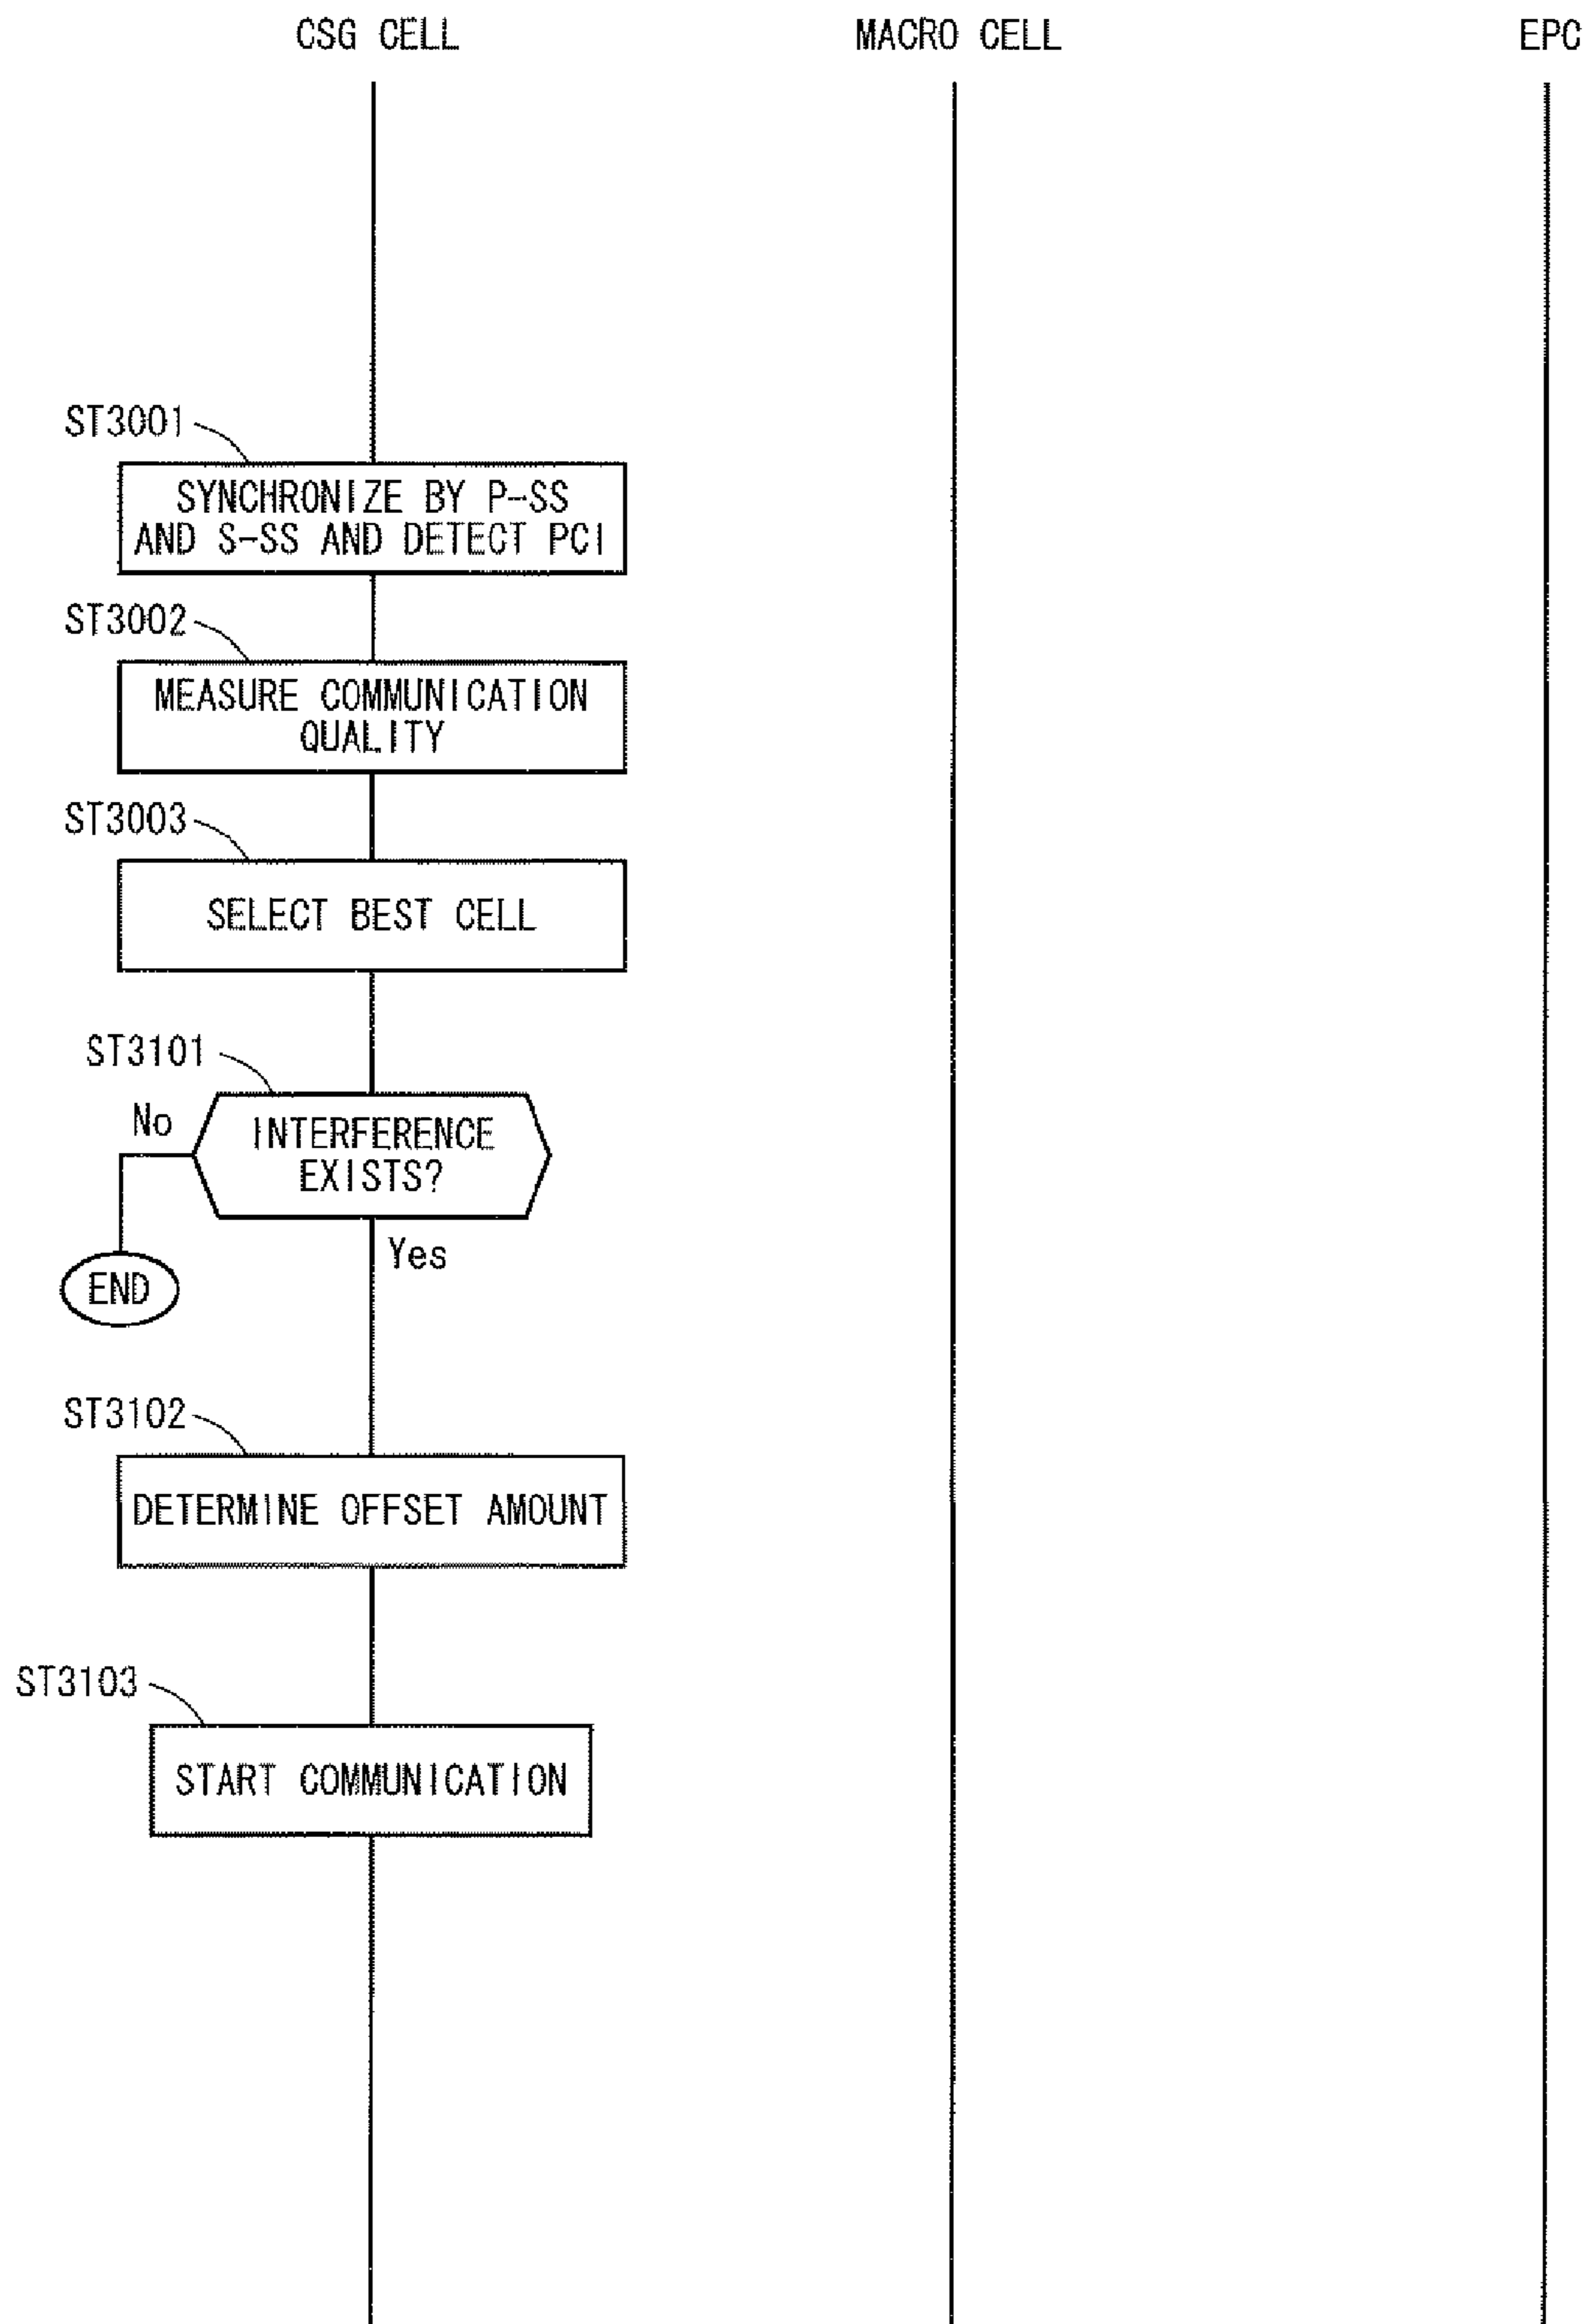 CSG CELL
MACRO CELL
EPC
ST3001
SYNCHRONIZE BY P-SS
AND S-SS AND DETECT PCI
ST3002
MEASURE COMMUNICATION
QUALITY
ST3003
SELECT BEST CELL
ST3101
No
INTERFERENCE
EXISTS?
Yes
END
ST3102
DETERMINE OFFSET AMOUNT
ST3103
START COMMUNICATION